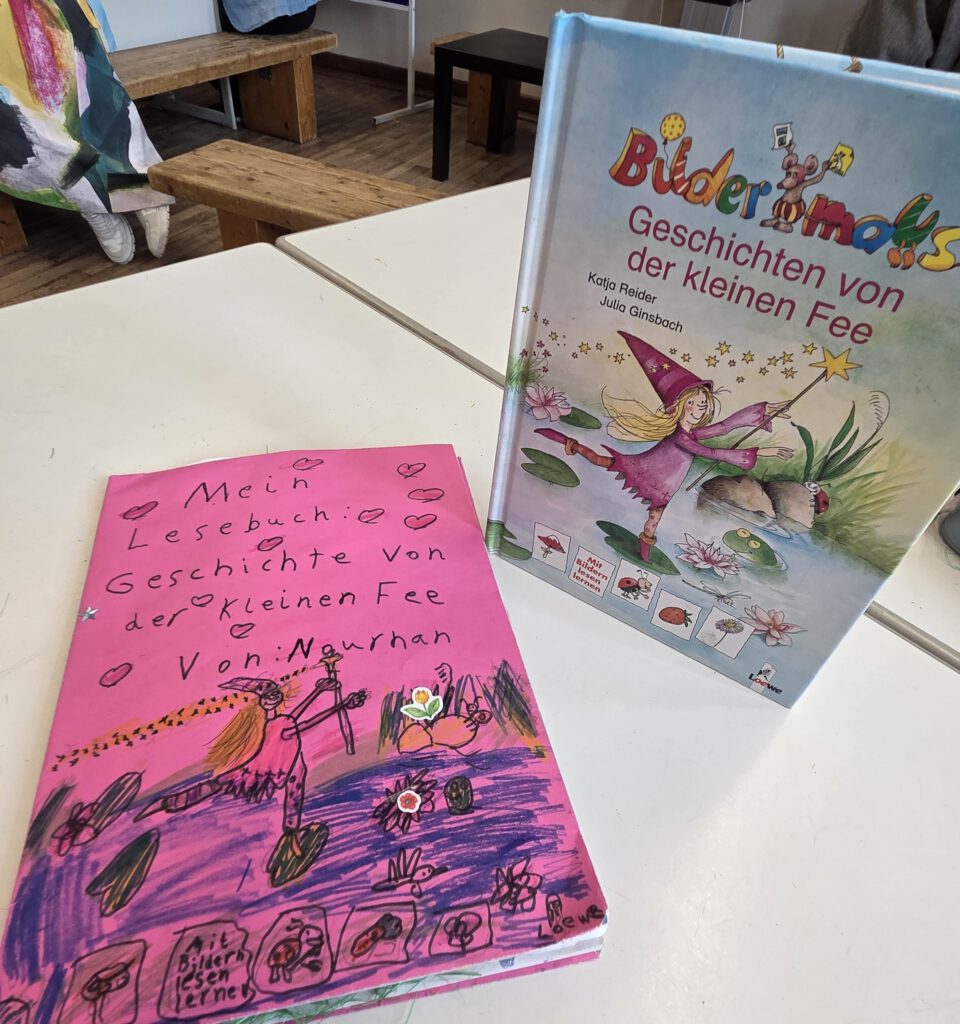 Mein
Lesebuch:
Geschichte von
der kleinen Fee
Von: Nourhan
Mit
Bildern
lesen
lernen
Loewe
Bildermaus
Geschichten von
der kleinen Fee
Katja Reider
Julia Ginsbach
Mit
Bildern
lesen
lernen
Loewe